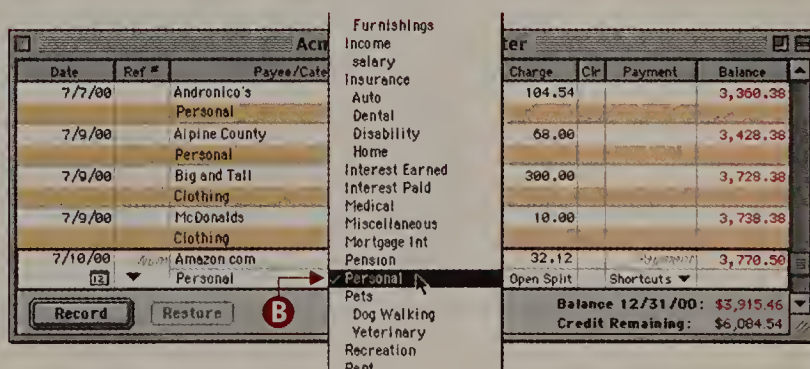 Furnishings
Income
salary
Insurance
Auto
Dental
Disability
Home
Interest Earned
Interest Paid
Medical
Miscellaneous
Mortgage Int
Pension
Personal
Pets
Dog Walking
Veterinary
Recreation
Rent
Acm ter
Date Ref # Payee/Cate Charge Clr Payment Balance
7/7/00 Andronico's 104.54 3,360.38
Personal
7/9/00 Alpine County 68.00 3,428.38
Personal
7/9/00 Big and Tall 300.00 3,728.38
Clothing
7/9/00 McDonalds 10.00 3,738.38
Clothing
7/10/00 Num Amazon.com 32.12 Payment 3,770.50
12 Personal Open Split Shortcuts
B
Record Restore Balance 12/31/00: $3,915.46
Credit Remaining: $6,084.54